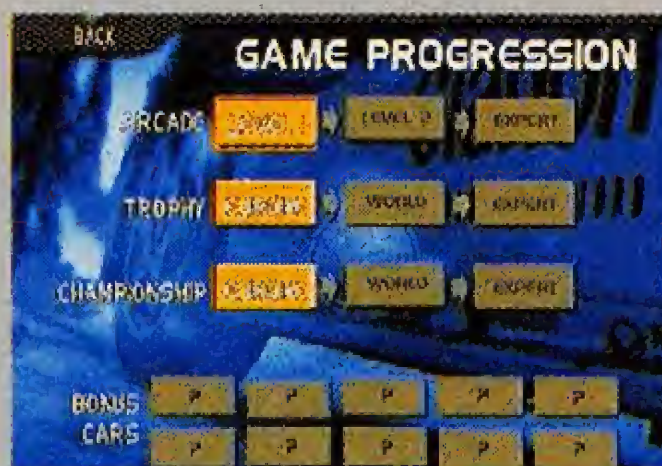 BACK
GAME PROGRESSION
ARCADE LEVEL 2 EXPERT
TROPHY WORLD EXPERT
CHAMPIONSHIP WORLD EXPERT
BONUS CARS
? ? ? ? ?
? ? ? ? ?